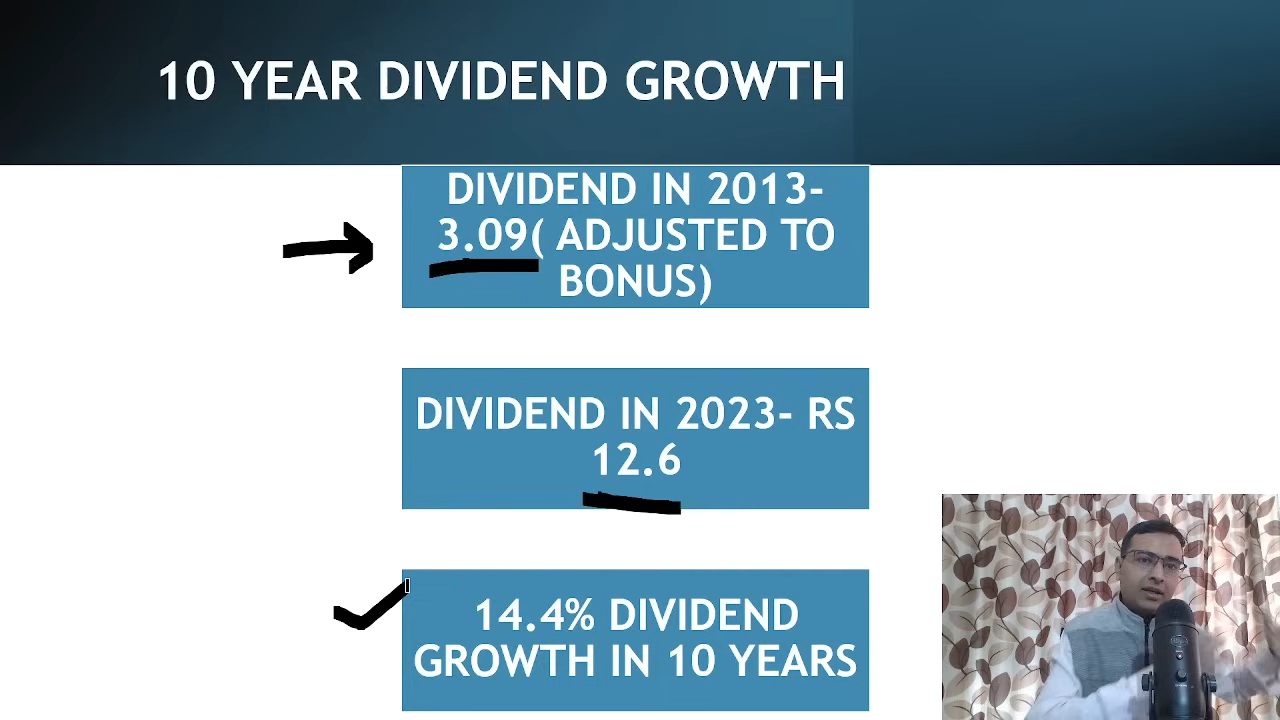 10 YEAR DIVIDEND GROWTH
DIVIDEND IN 2013-
3.09( ADJUSTED TO
BONUS)
DIVIDEND IN 2023- RS
12.6
14.4% DIVIDEND
GROWTH IN 10 YEARS